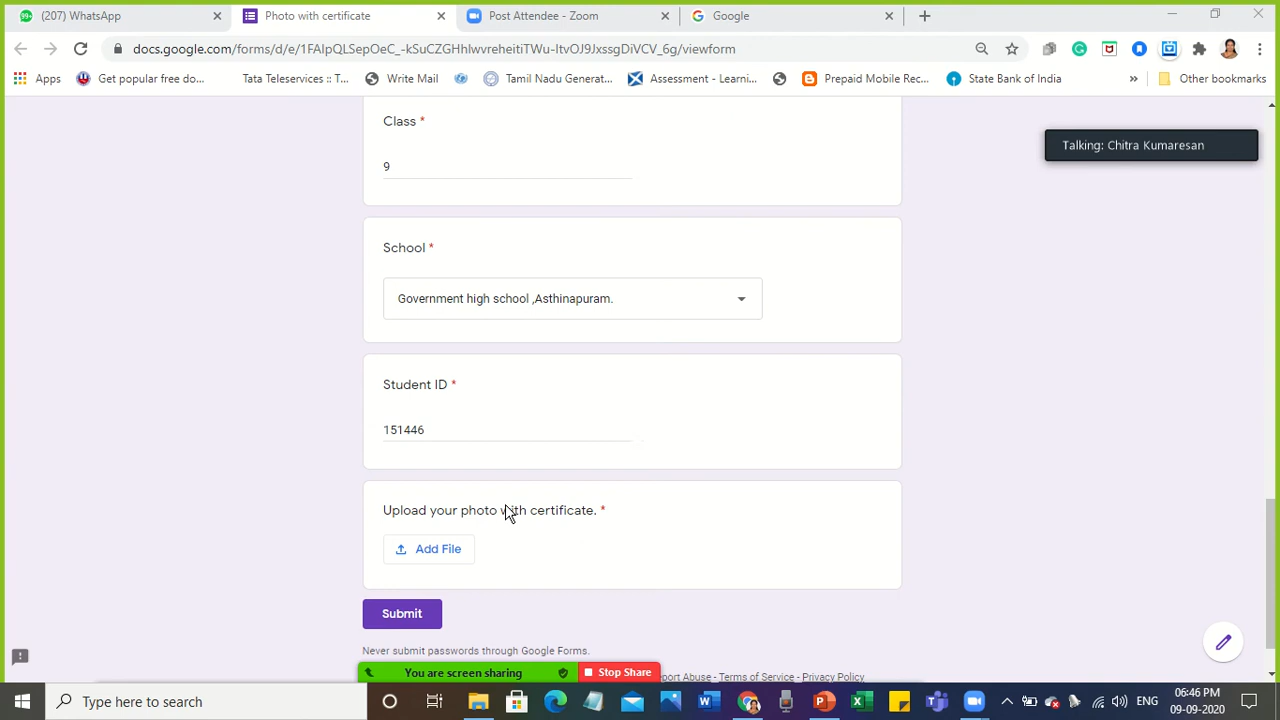 (207) WhatsApp
Photo with certificate
Post Attendee - Zoom
Google
docs.google.com/forms/d/e/1FAIpQLSepOeC_-kSuCZGHhlwvreheitiTWu-ItvOJ9JxssgDiVCV_6g/viewform
Apps
Get popular free do...
Tata Teleservices :: T...
Write Mail
Tamil Nadu Generat...
Assessment - Learni...
Prepaid Mobile Rec...
State Bank of India
»
Other bookmarks
Class *
Talking: Chitra Kumaresan
9
School *
Government high school ,Asthinapuram.
Student ID *
151446
Upload your photo with certificate. *
Add File
Submit
Never submit passwords through Google Forms.
You are screen sharing
Stop Share
port Abuse - Terms of Service - Privacy Policy
Type here to search
ENG
06:46 PM
09-09-2020